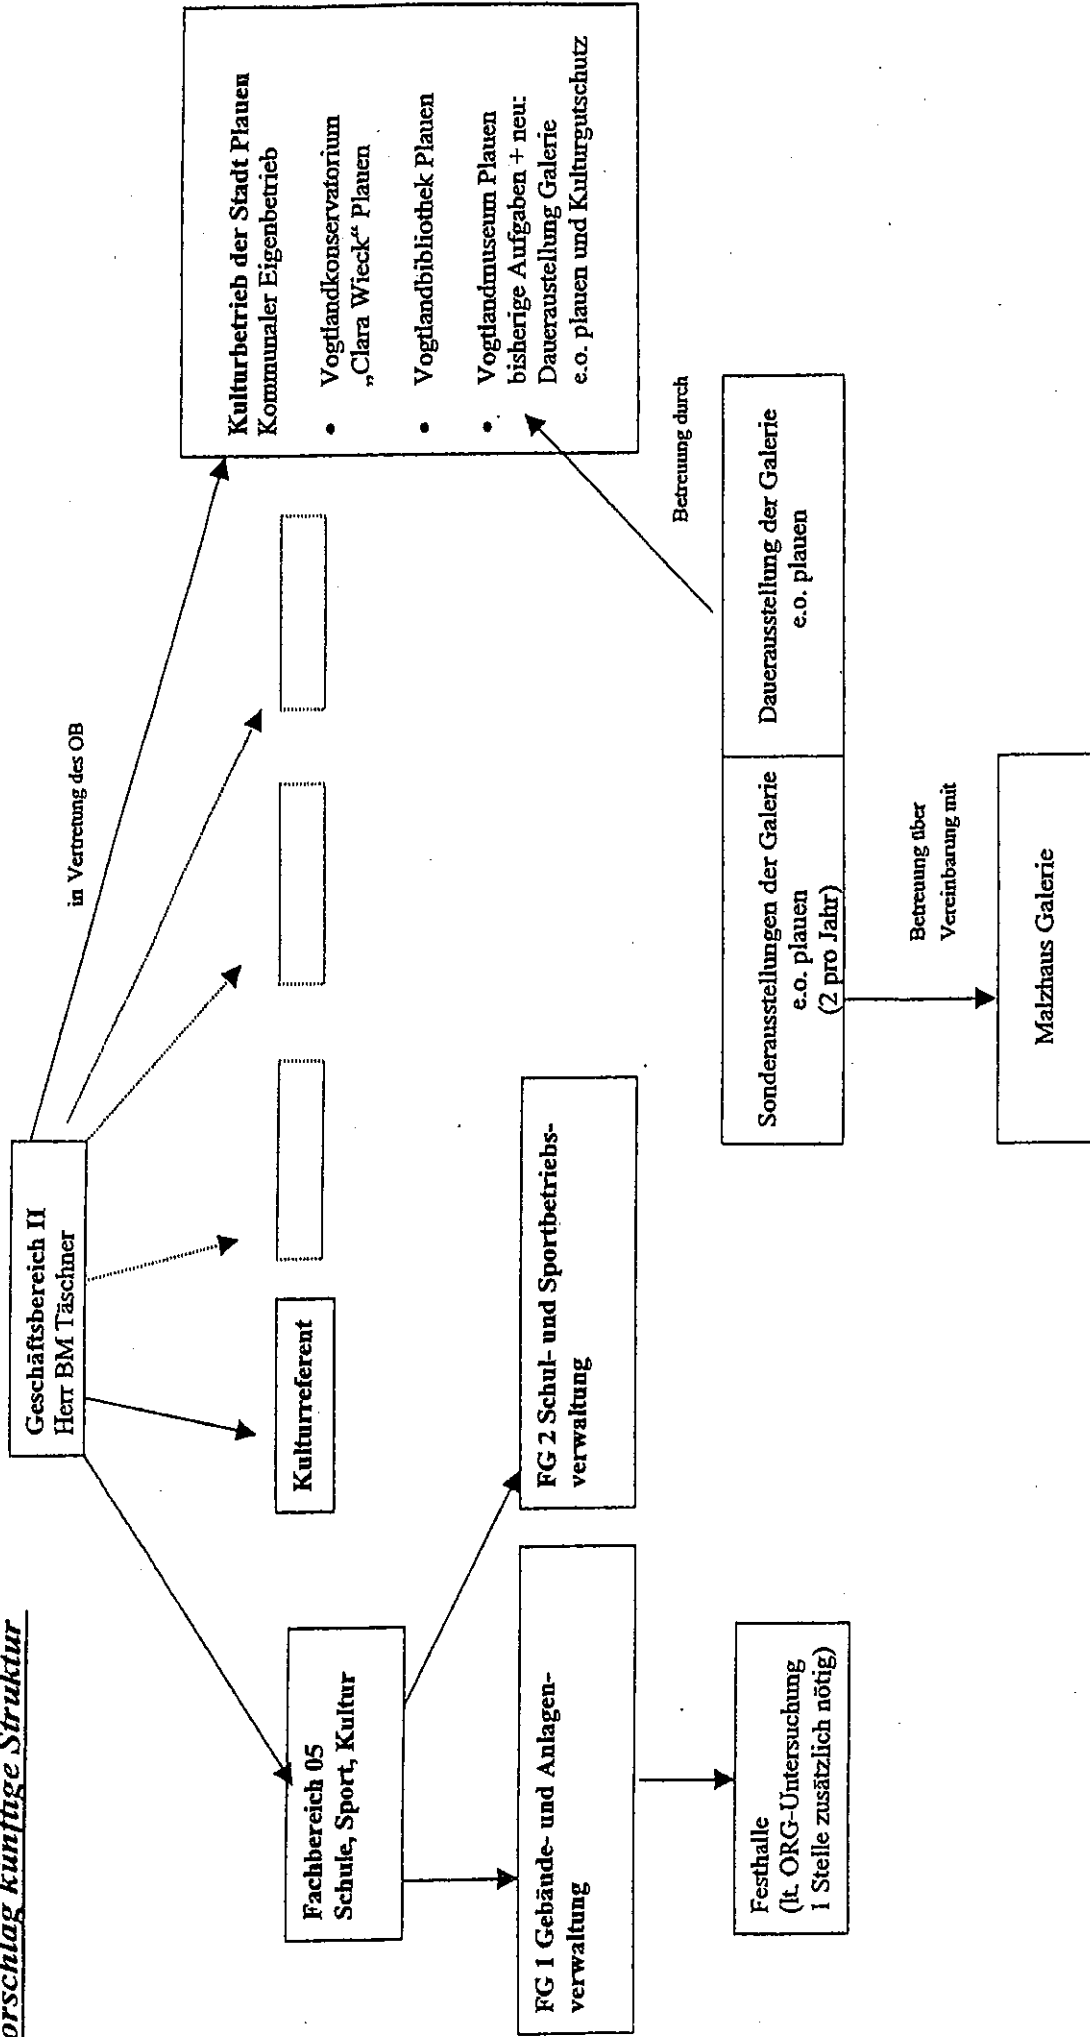 orschlag künftige Struktur
Geschäftsbereich II
Herr BM Täschner
in Vertretung des OB
Fachbereich 05
Schule, Sport, Kultur
Kulturreferent
Kulturbetrieb der Stadt Plauen
Kommunaler Eigenbetrieb
• Vogtlandkonservatorium
„Clara Wieck“ Plauen
• Vogtlandbibliothek Plauen
• Vogtlandmuseum Plauen
bisherige Aufgaben + neu:
Daueraustellung Galerie
e.o. plauen und Kulturgutschutz
FG 1 Gebäude- und Anlagen-
verwaltung
FG 2 Schul- und Sportbetriebs-
verwaltung
Betreuung durch
Festhalle
(lt. ORG-Untersuchung
1 Stelle zusätzlich nötig)
Sonderausstellungen der Galerie
e.o. plauen
(2 pro Jahr)
Dauerausstellung der Galerie
e.o. plauen
Betreuung über
Vereinbarung mit
Malzhaus Galerie